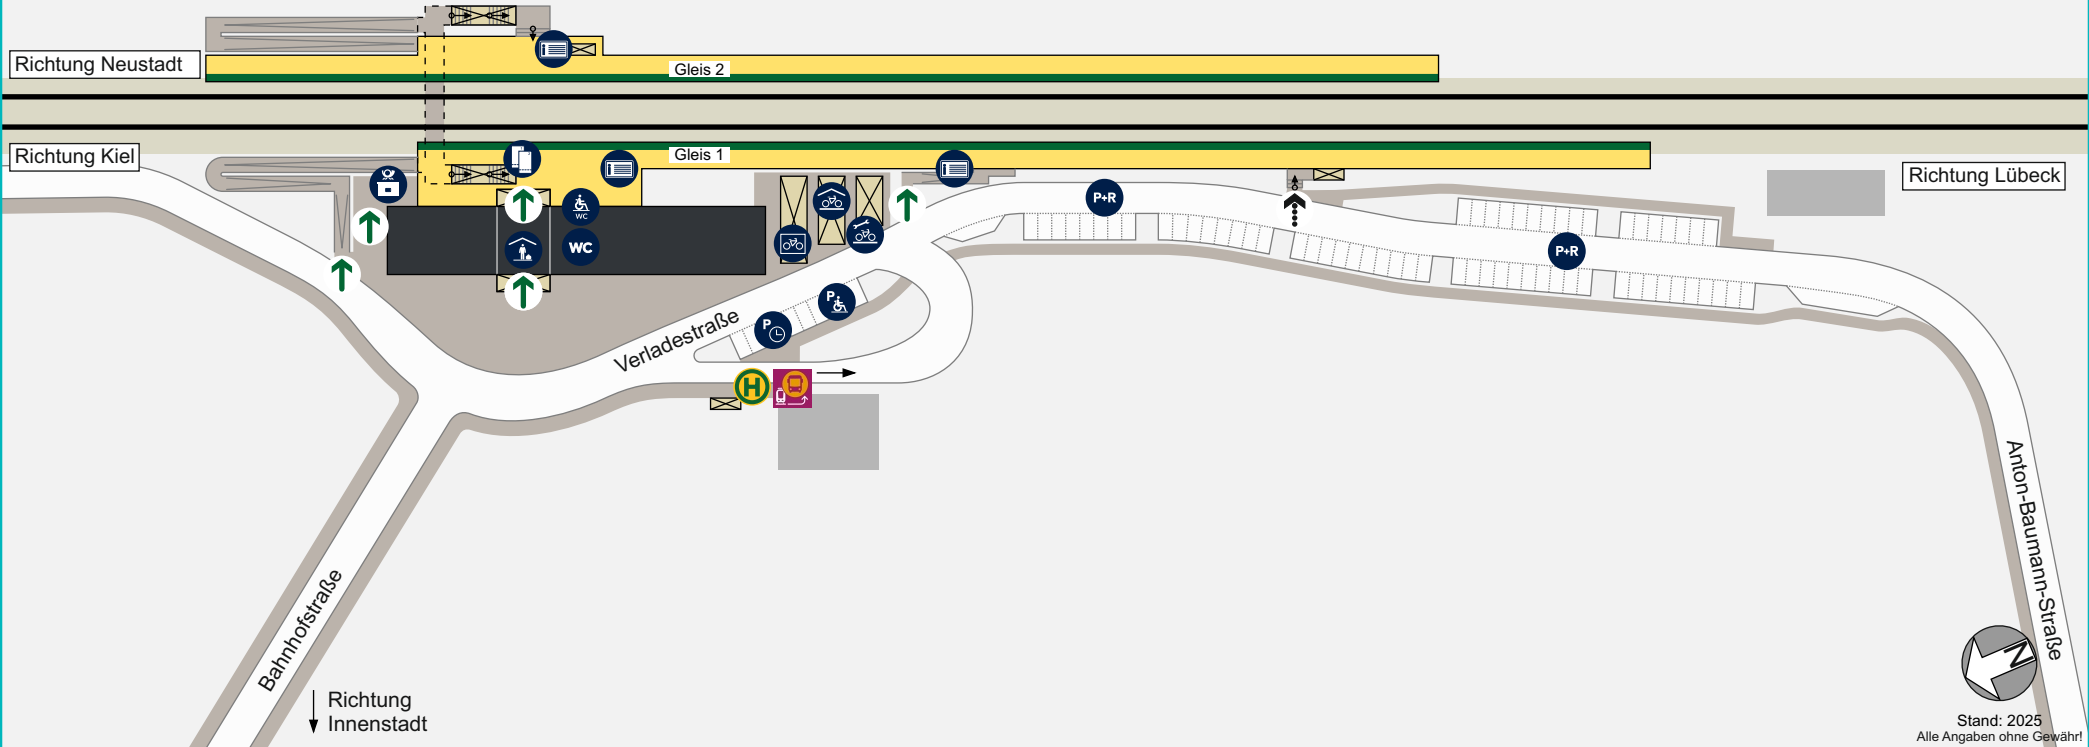 Richtung Neustadt
Gleis 2
Richtung Kiel
Gleis 1
Richtung Lübeck
WC
WC
P+R
P+R
P
P
Verladestraße
H
Anton-Baumann-Straße
Bahnhofstraße
Richtung
Innenstadt
N
Stand: 2025
Alle Angaben ohne Gewähr!